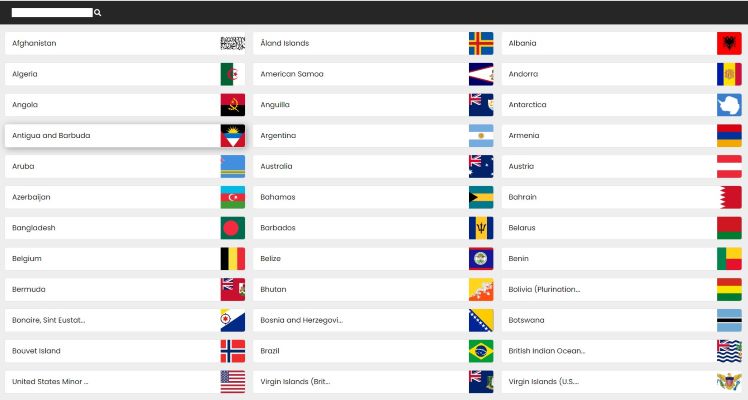 Afghanistan
Åland Islands
Albania
Algeria
American Samoa
Andorra
Angola
Anguilla
Antarctica
Antigua and Barbuda
Argentina
Armenia
Aruba
Australia
Austria
Azerbaijan
Bahamas
Bahrain
Bangladesh
Barbados
Belarus
Belgium
Belize
Benin
Bermuda
Bhutan
Bolivia (Plurination...
Bonaire, Sint Eustat...
Bosnia and Herzegovi...
Botswana
Bouvet Island
Brazil
British Indian Ocean...
United States Minor ...
Virgin Islands (Brit...
Virgin Islands (U.S....